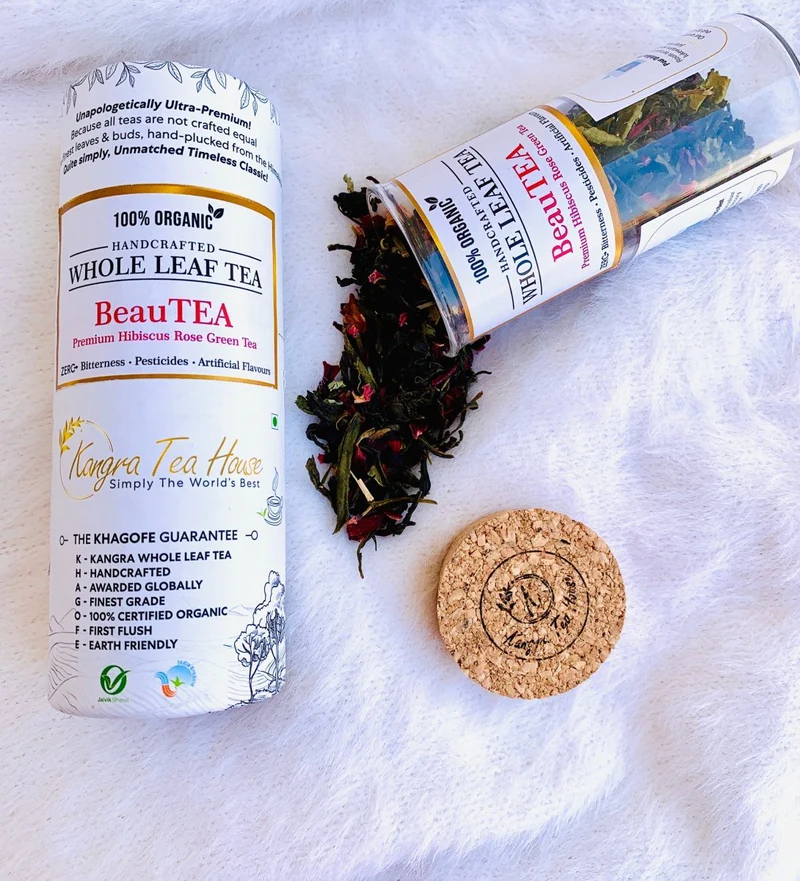 Unapologetically Ultra-Premium!
Because all teas are not crafted equal
leaves & buds, hand-plucked from the
Quite simply, Unmatched Timeless Classic!
100% ORGANIC
HANDCRAFTED
WHOLE LEAF TEA
BeauTEA
Premium Hibiscus Rose Green Tea
ZERO• Bitterness • Pesticides • Artificial Flavours
Kangra Tea House
Simply The World's Best
THE KHAGOFE GUARANTEE
K - KANGRA WHOLE LEAF TEA
H - HANDCRAFTED
A - AWARDED GLOBALLY
G - FINEST GRADE
O - 100% CERTIFIED ORGANIC
F - FIRST FLUSH
E - EARTH FRIENDLY
Jaivik Bharat
100% ORGANIC
HANDCRAFTED
WHOLE LEAF TEA
BeauTEA
Premium Hibiscus Rose Green Tea
ZERO• Bitterness • Pesticides • Artificial
Kangra Tea House